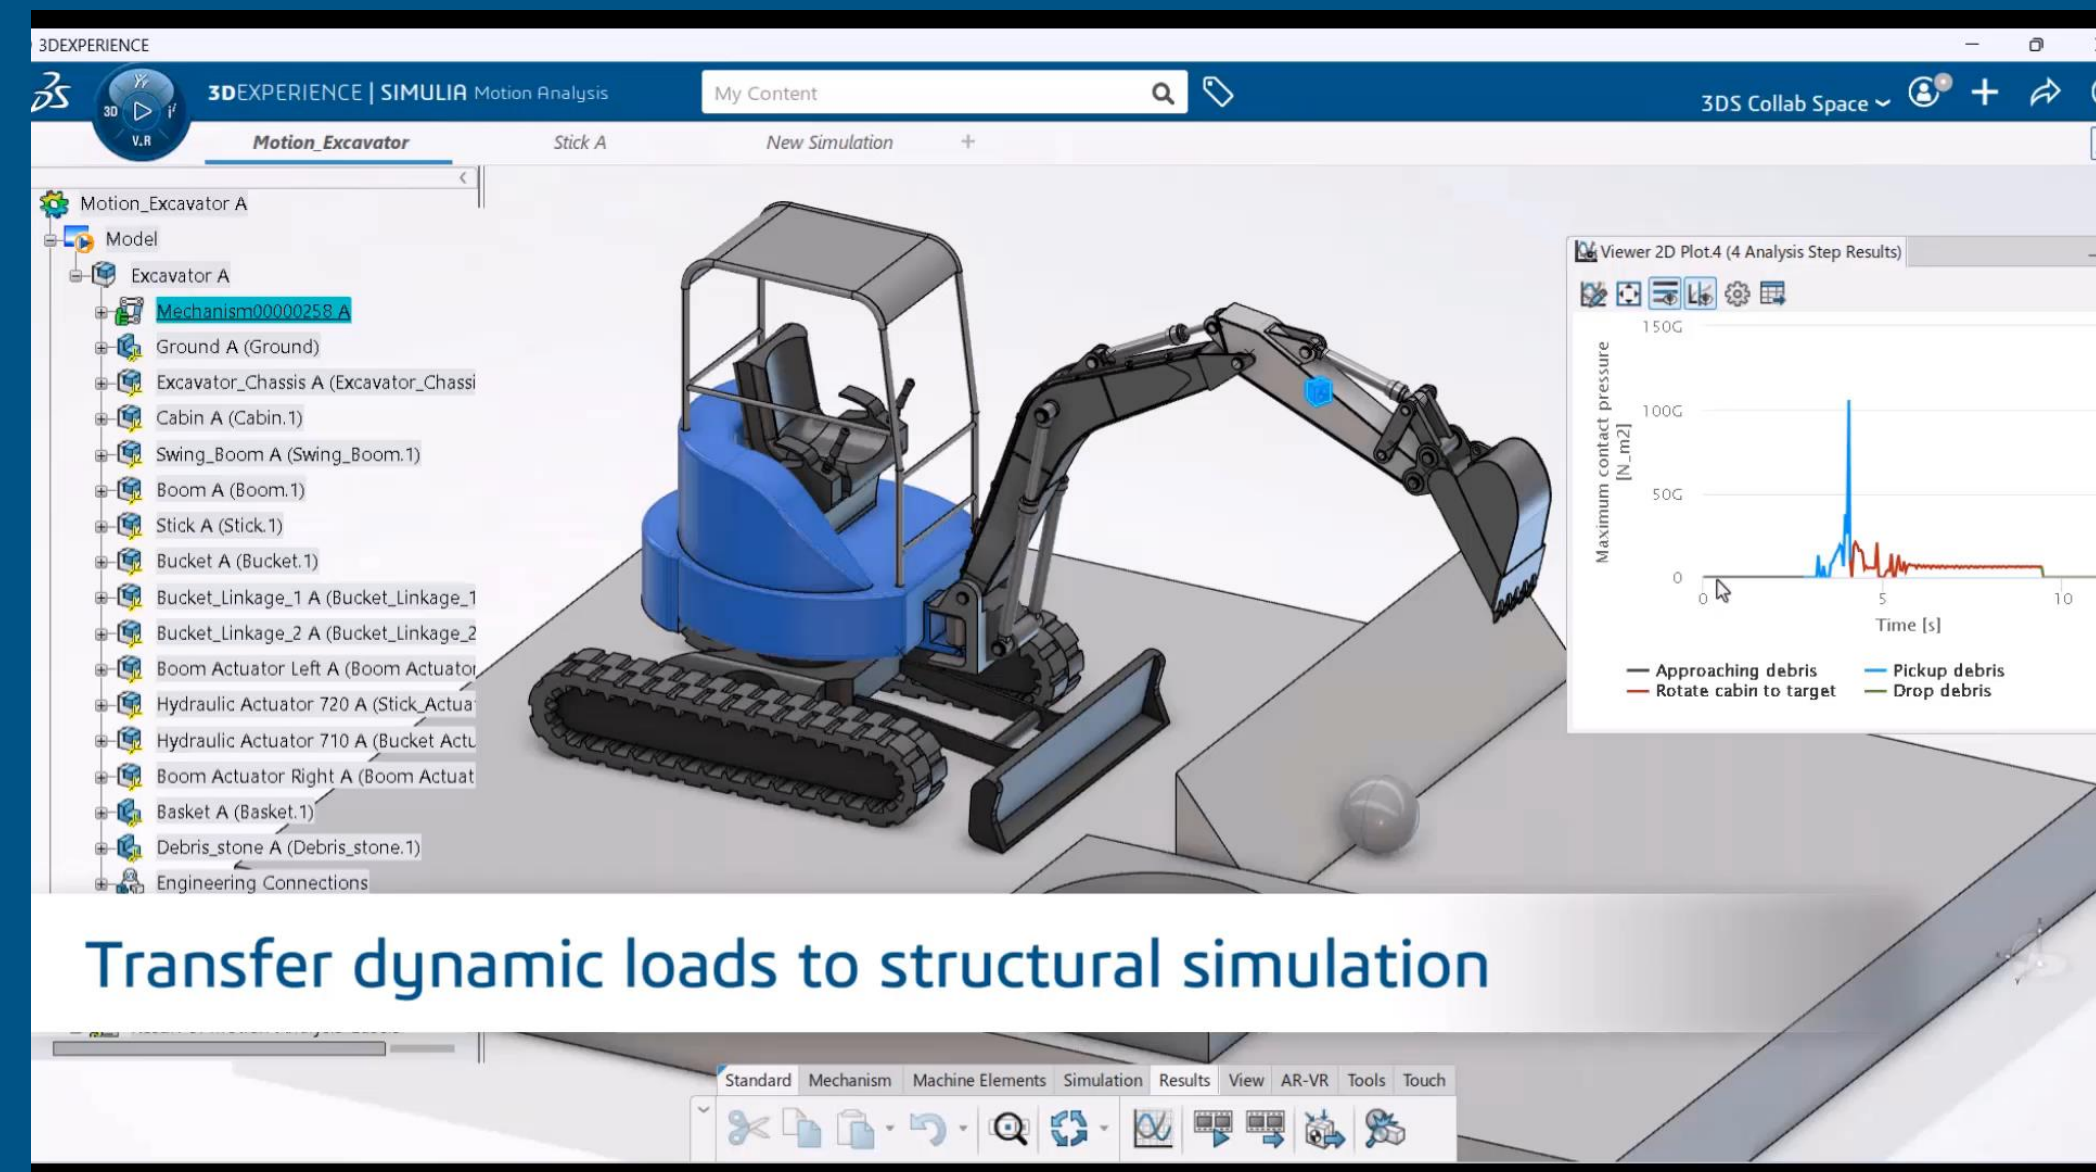 3DEXPERIENCE
3DEXPERIENCE | SIMULIA Motion Analysis
My Content
3DS Collab Space
3D
V.R
Motion_Excavator
Stick A
New Simulation
+
Motion_Excavator A
Model
Excavator A
Mechanism00000258 A
Ground A (Ground)
Excavator_Chassis A (Excavator_Chassi
Cabin A (Cabin.1)
Swing_Boom A (Swing_Boom.1)
Boom A (Boom.1)
Stick A (Stick.1)
Bucket A (Bucket.1)
Bucket_Linkage_1 A (Bucket_Linkage_1
Bucket_Linkage_2 A (Bucket_Linkage_2
Boom Actuator Left A (Boom Actuator
Hydraulic Actuator 720 A (Stick_Actua
Hydraulic Actuator 710 A (Bucket Actu
Boom Actuator Right A (Boom Actuat
Basket A (Basket.1)
Debris_stone A (Debris_stone.1)
Engineering Connections
Viewer 2D Plot.4 (4 Analysis Step Results)
150G
100G
50G
0
Maximum contact pressure
[N_m2]
0
5
10
Time [s]
Approaching debris
Pickup debris
Rotate cabin to target
Drop debris
Transfer dynamic loads to structural simulation
Standard Mechanism Machine Elements Simulation Results View AR-VR Tools Touch